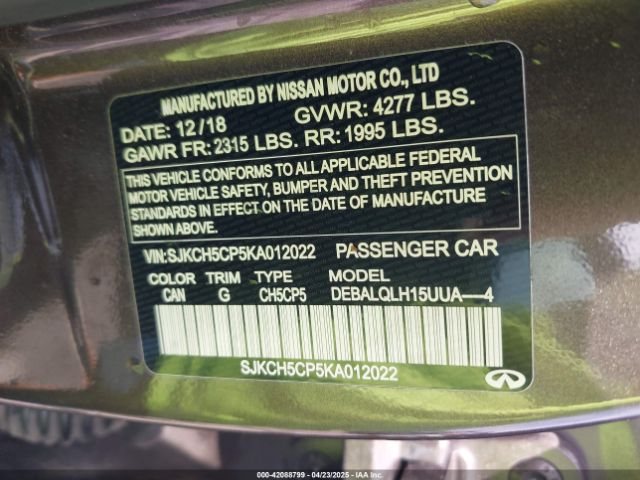 MANUFACTURED BY NISSAN MOTOR CO., LTD
DATE: 12/18 GVWR: 4277 LBS.
GAWR FR: 2315 LBS. RR: 1995 LBS.
THIS VEHICLE CONFORMS TO ALL APPLICABLE FEDERAL
MOTOR VEHICLE SAFETY, BUMPER AND THEFT PREVENTION
STANDARDS IN EFFECT ON THE DATE OF MANUFACTURE
SHOWN ABOVE.
VIN:SJKCH5CP5KA012022 PASSENGER CAR
COLOR TRIM TYPE MODEL
CAN G CH5CP5 DEBALQLH15UUA—4
SJKCH5CP5KA012022
000-42088799 - 04/23/2025 - IAA Inc.